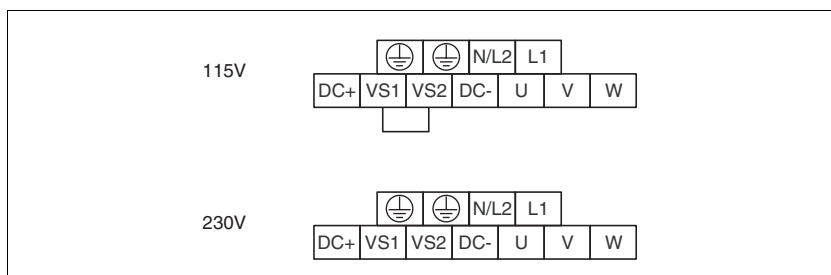 115V
N/L2 L1
DC+ VS1 VS2 DC- U V W
230V
N/L2 L1
DC+ VS1 VS2 DC- U V W